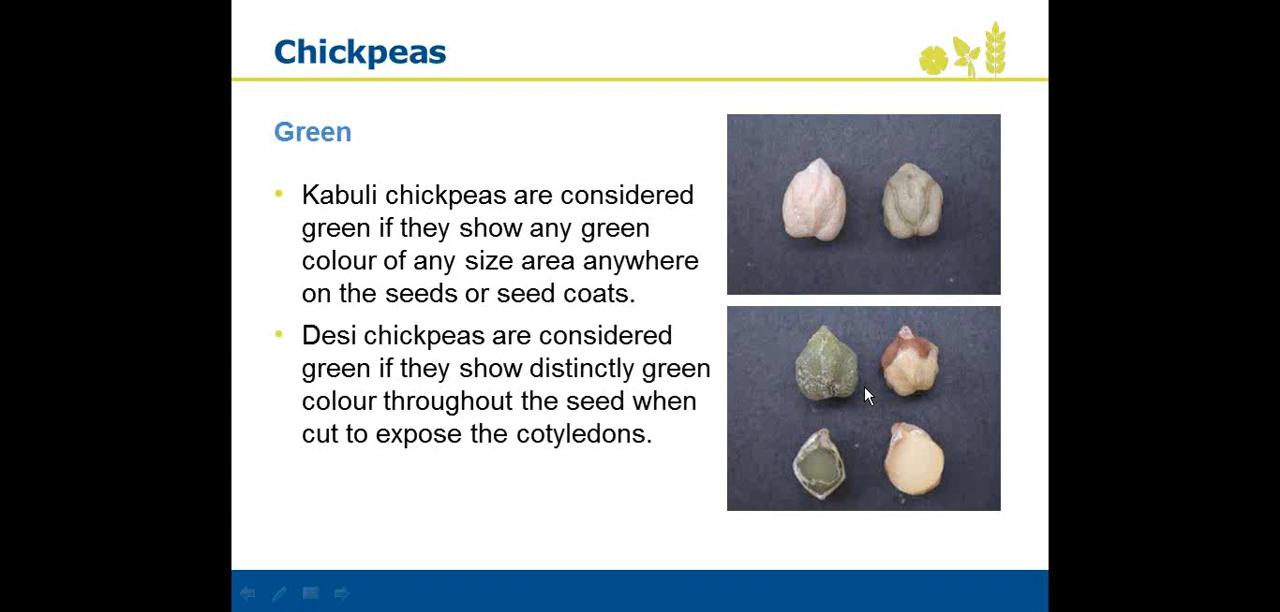 Chickpeas
Green
• Kabuli chickpeas are considered
green if they show any green
colour of any size area anywhere
on the seeds or seed coats.
• Desi chickpeas are considered
green if they show distinctly green
colour throughout the seed when
cut to expose the cotyledons.